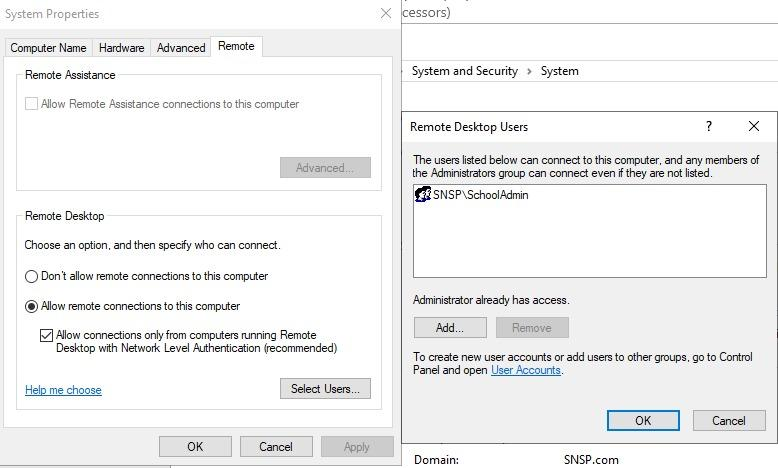 System Properties
Computer Name
Hardware
Advanced
Remote
Remote Assistance
Allow Remote Assistance connections to this computer
Advanced...
Remote Desktop
Choose an option, and then specify who can connect.
Don't allow remote connections to this computer
Allow remote connections to this computer
Allow connections only from computers running Remote
Desktop with Network Level Authentication (recommended)
Help me choose
Select Users...
OK
Cancel
Apply
cessors)
System and Security
System
Remote Desktop Users
?
The users listed below can connect to this computer, and any members of
the Administrators group can connect even if they are not listed.
SNSP\SchoolAdmin
Administrator already has access.
Add...
Remove
To create new user accounts or add users to other groups, go to Control
Panel and open User Accounts.
OK
Cancel
Domain:
SNSP.com